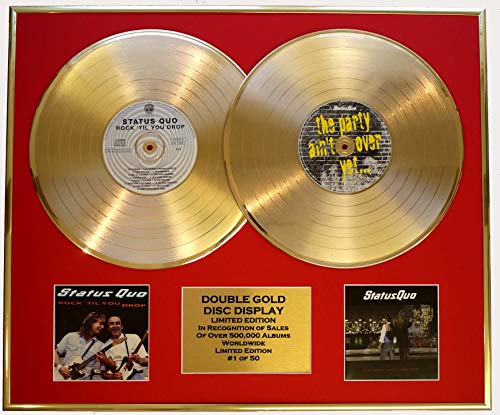 STATUS QUO
ROCK 'TIL YOU DROP
StatusQuo
the party
ain't over
yet...
Status Quo
ROCK 'TIL YOU DROP
DOUBLE GOLD
DISC DISPLAY
LIMITED EDITION
IN RECOGNITION OF SALES
OF OVER 500,000 ALBUMS
WORLDWIDE
LIMITED EDITION
#1 OF 50
StatusQuo